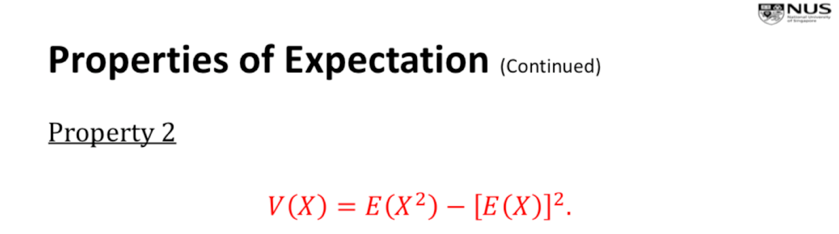 NUS
National University
of Singapore
Properties of Expectation (Continued)
Property 2
V(X) = E(X²) − [E(X)]².